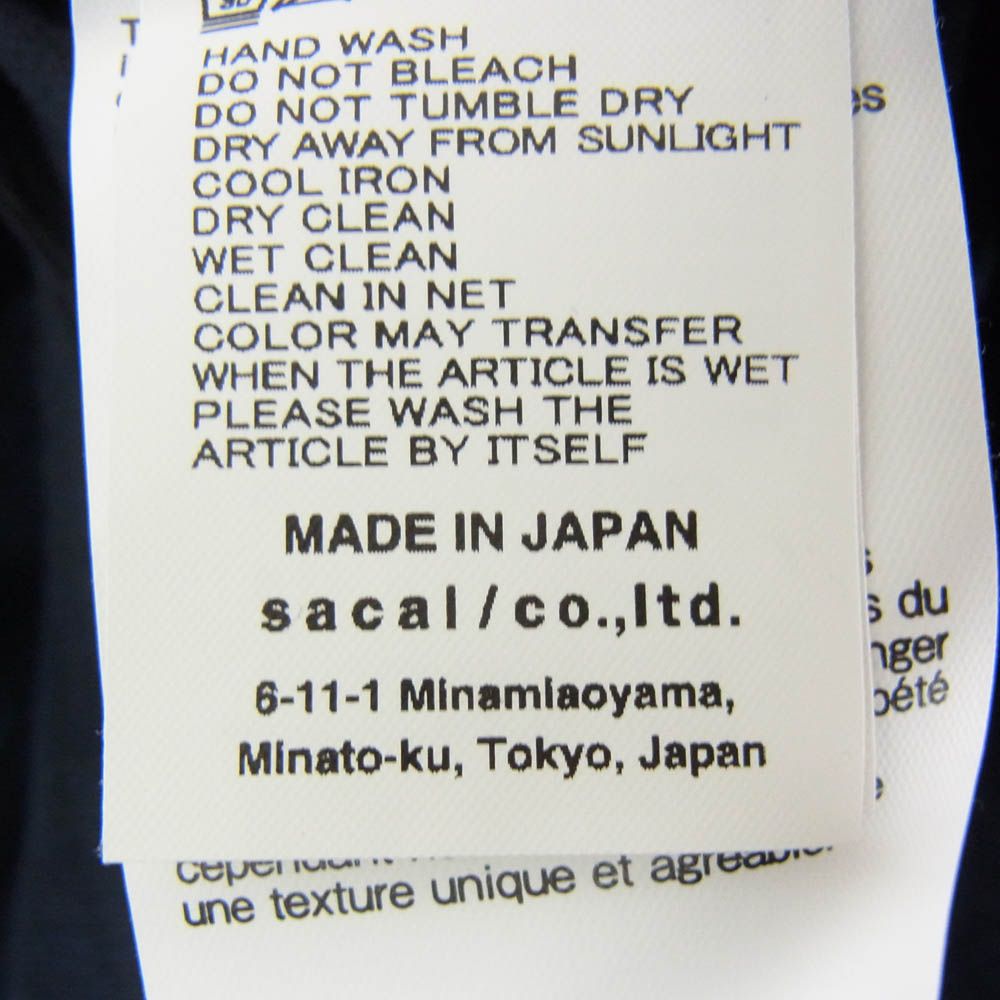 HAND WASH
DO NOT BLEACH
DO NOT TUMBLE DRY
DRY AWAY FROM SUNLIGHT
COOL IRON
DRY CLEAN
WET CLEAN
CLEAN IN NET
COLOR MAY TRANSFER
WHEN THE ARTICLE IS WET
PLEASE WASH THE
ARTICLE BY ITSELF
MADE IN JAPAN
sacaI/co.,ltd.
6-11-1 Minamiaoyama,
Minato-ku, Tokyo, Japan
du
une texture unique et